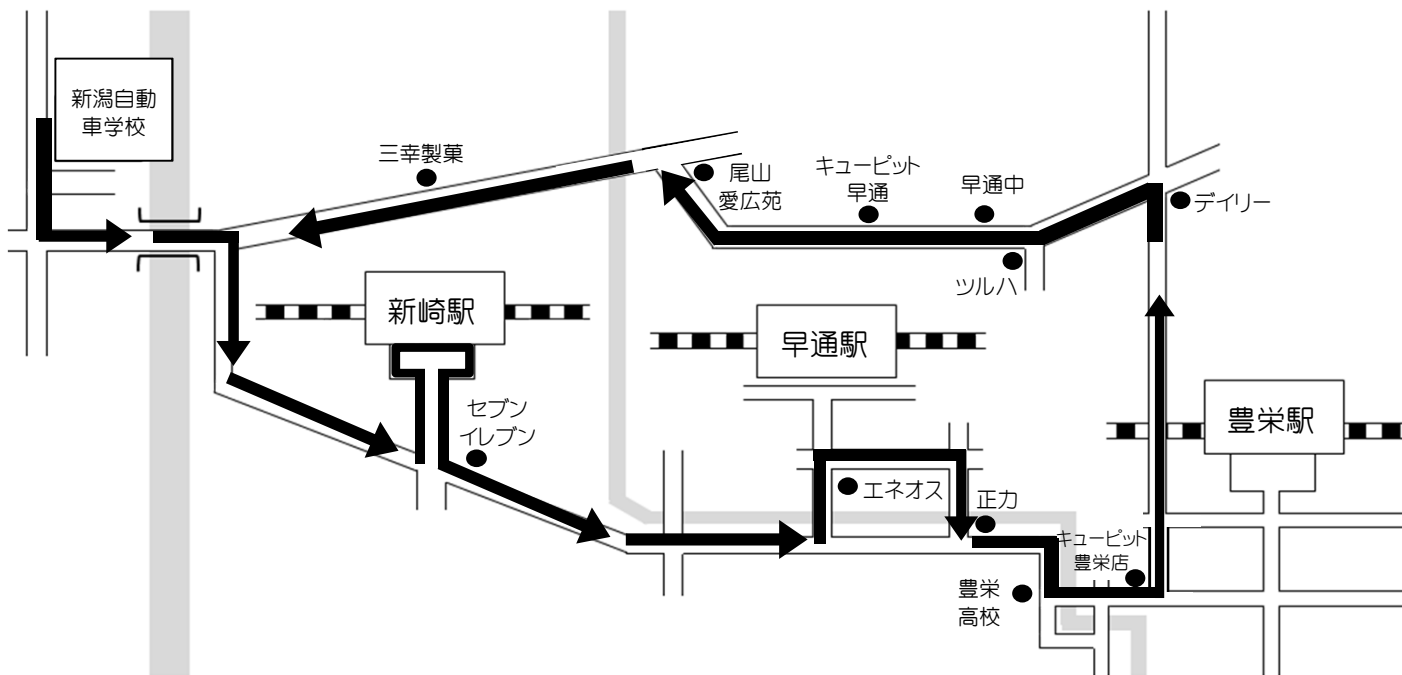 新潟自動
車学校
三幸製菓
尾山
愛広苑
キューピット
早通
早通中
デイリー
ツルハ
新崎駅
早通駅
豊栄駅
セブン
イレブン
エネオス
正力
キューピット
豊栄店
豊栄
高校